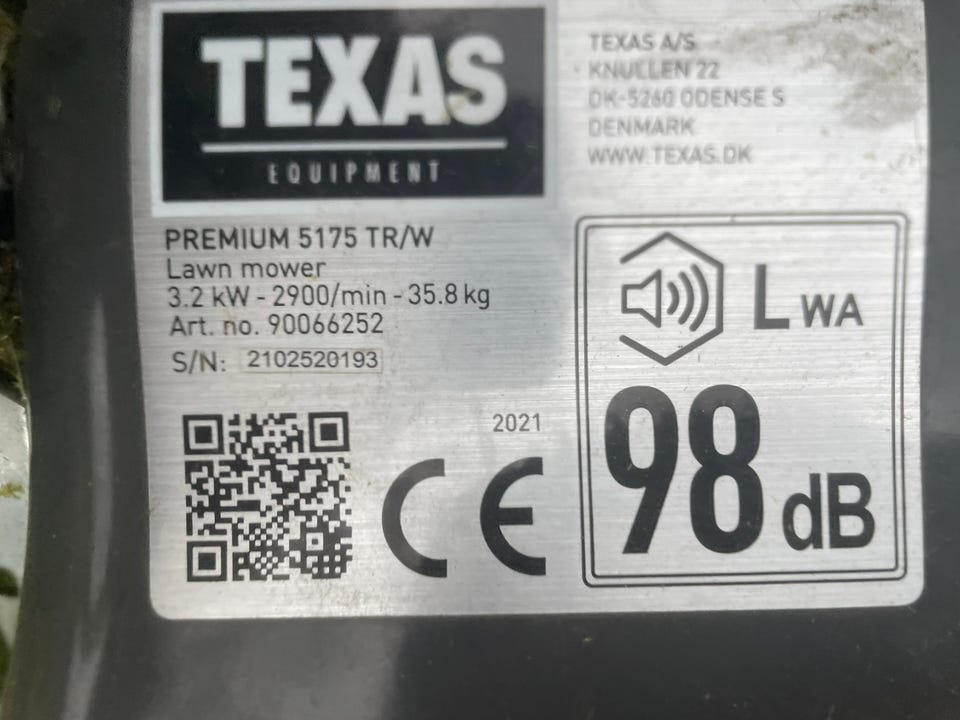 TEXAS
EQUIPMENT
TEXAS A/S
KNULLEN 22
DK-5260 ODENSE S
DENMARK
WWW.TEXAS.DK
PREMIUM 5175 TR/W
Lawn mower
3.2 kW - 2900/min - 35.8 kg
Art. no. 90066252
S/N: 2102520193
2021
CE
LWA
98 dB